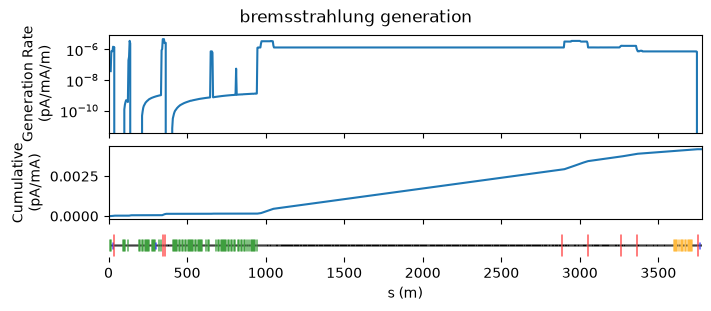 bremsstrahlung generation
Generation Rate
(pA/mA/m)
10⁻⁶
10⁻⁸
10⁻¹⁰
Cumulative
(pA/mA)
0.0025
0.0000
0 500 1000 1500 2000 2500 3000 3500
s (m)